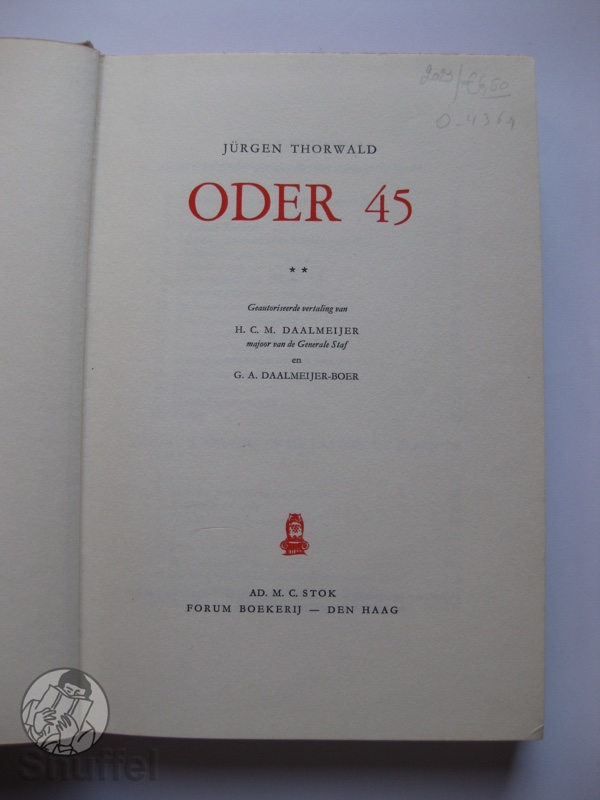 JÜRGEN THORWALD
ODER 45
**
Geautoriseerde vertaling van
H. C. M. DAALMEIJER
majoor van de Generale Staf
en
G. A. DAALMEIJER-BOER
AD. M. C. STOK
FORUM BOEKERIJ — DEN HAAG
Snuffel